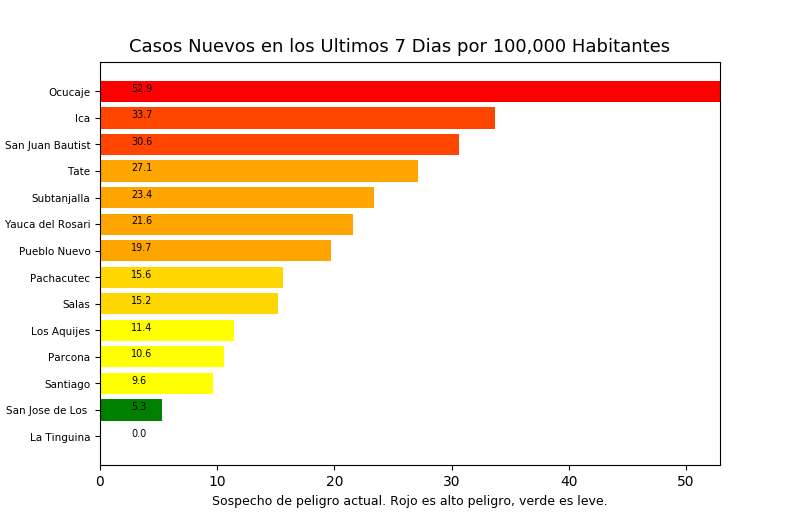 Casos Nuevos en los Ultimos 7 Dias por 100,000 Habitantes
Ocucaje 52.9
Ica 33.7
San Juan Bautist 30.6
Tate 27.1
Subtanjalla 23.4
Yauca del Rosari 21.6
Pueblo Nuevo 19.7
Pachacutec 15.6
Salas 15.2
Los Aquijes 11.4
Parcona 10.6
Santiago 9.6
San Jose de Los 5.3
La Tinguina 0.0
0 10 20 30 40 50
Sospecho de peligro actual. Rojo es alto peligro, verde es leve.